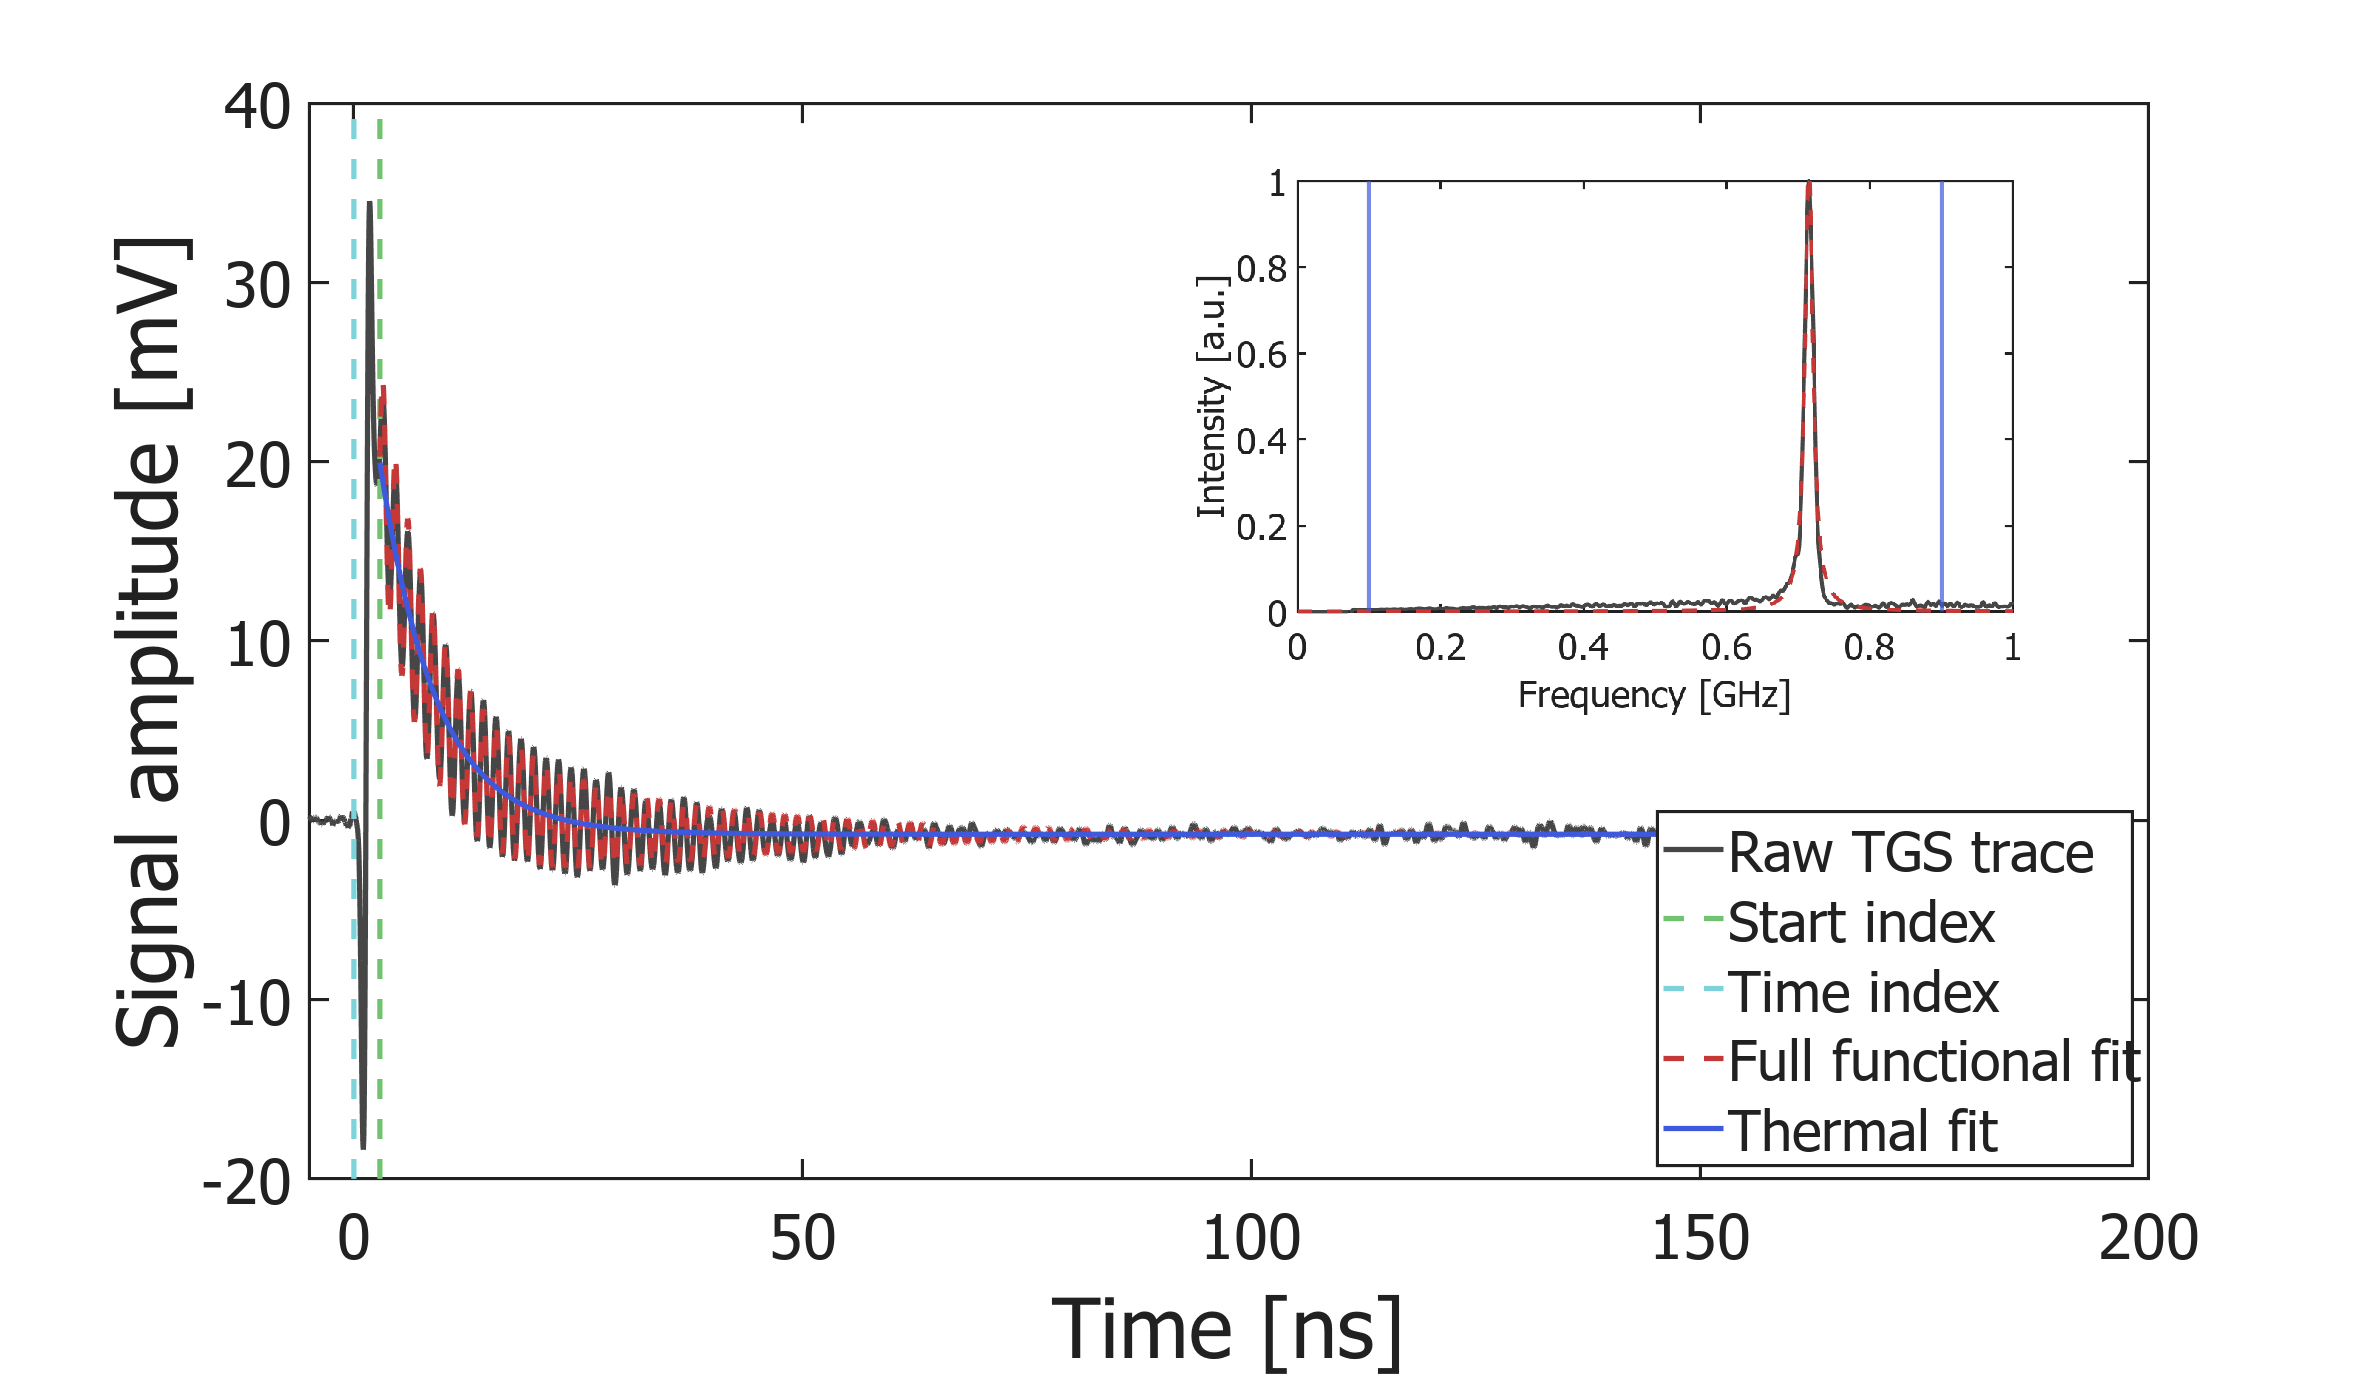 Signal amplitude [mV]
40
30
20
10
0
-10
-20
0 50 100 150 200
Time [ns]
Intensity [a.u.]
1
0.8
0.6
0.4
0.2
0
0 0.2 0.4 0.6 0.8 1
Frequency [GHz]
Raw TGS trace
Start index
Time index
Full functional fit
Thermal fit